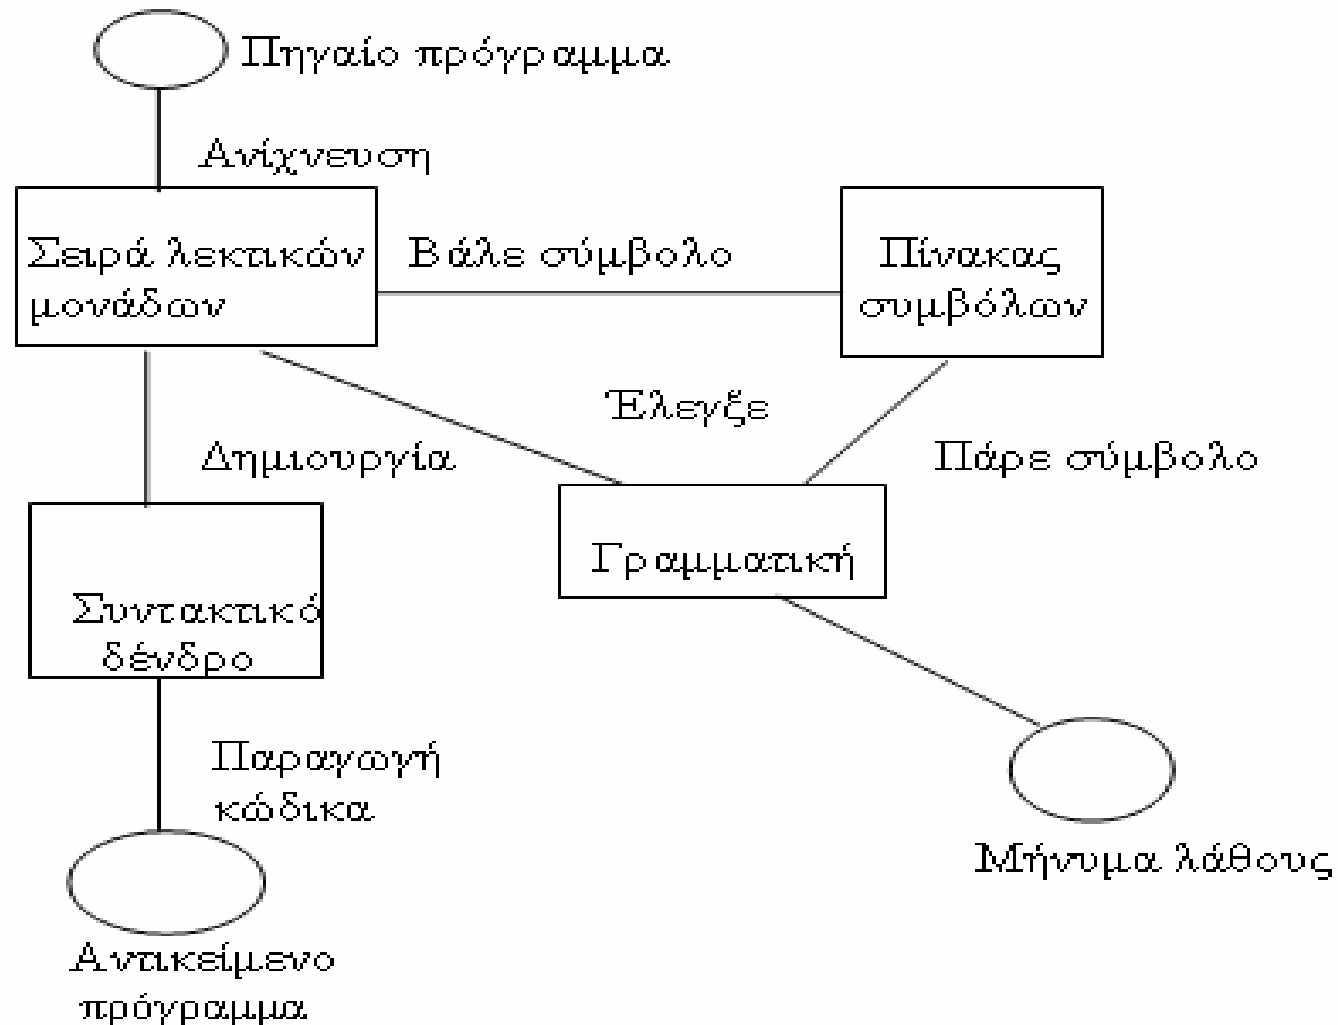 Πηγαίο πρόγραμμα
Ανίχνευση
Σειρά λεκτικών
μονάδων
Βάλε σύμβολο
Πίνακας
συμβόλων
Έλεγξε
Δημιουργία
Πάρε σύμβολο
Γραμματική
Συντακτικό
δένδρο
Παραγωγή
κώδικα
Μήνυμα λάθους
Αντικείμενο
πρόγραμμα